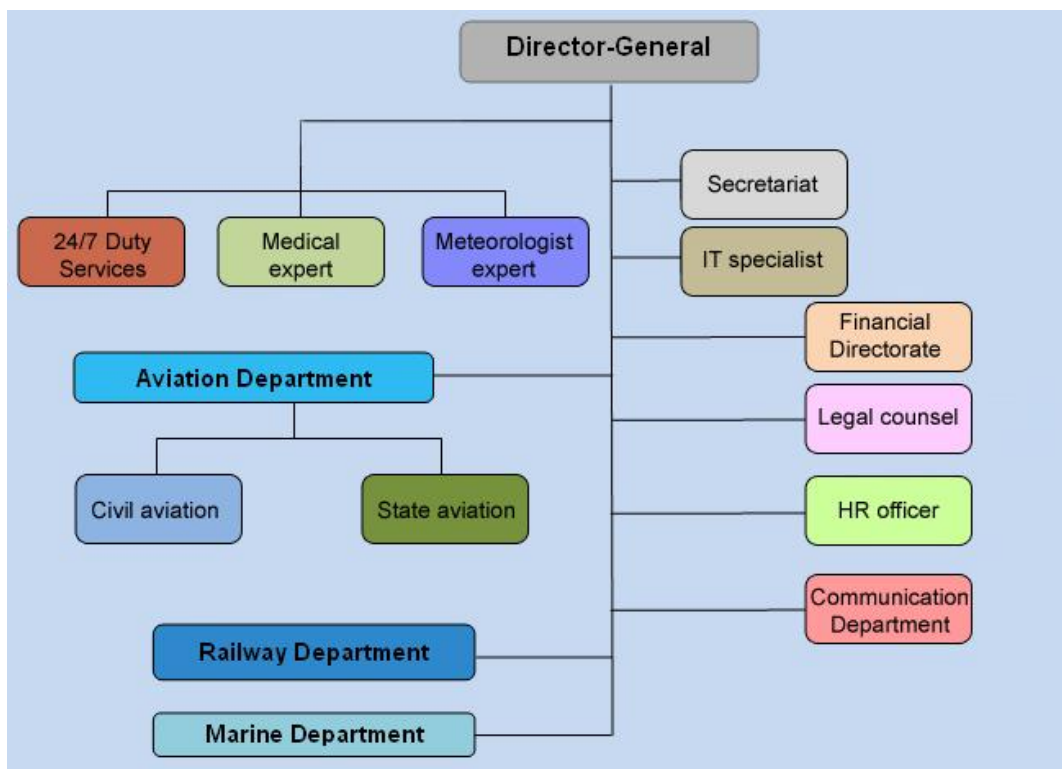 Director-General
Secretariat
24/7 Duty
Services
Medical
expert
Meteorologist
expert
IT specialist
Financial
Directorate
Aviation Department
Legal counsel
Civil aviation
State aviation
HR officer
Communication
Department
Railway Department
Marine Department